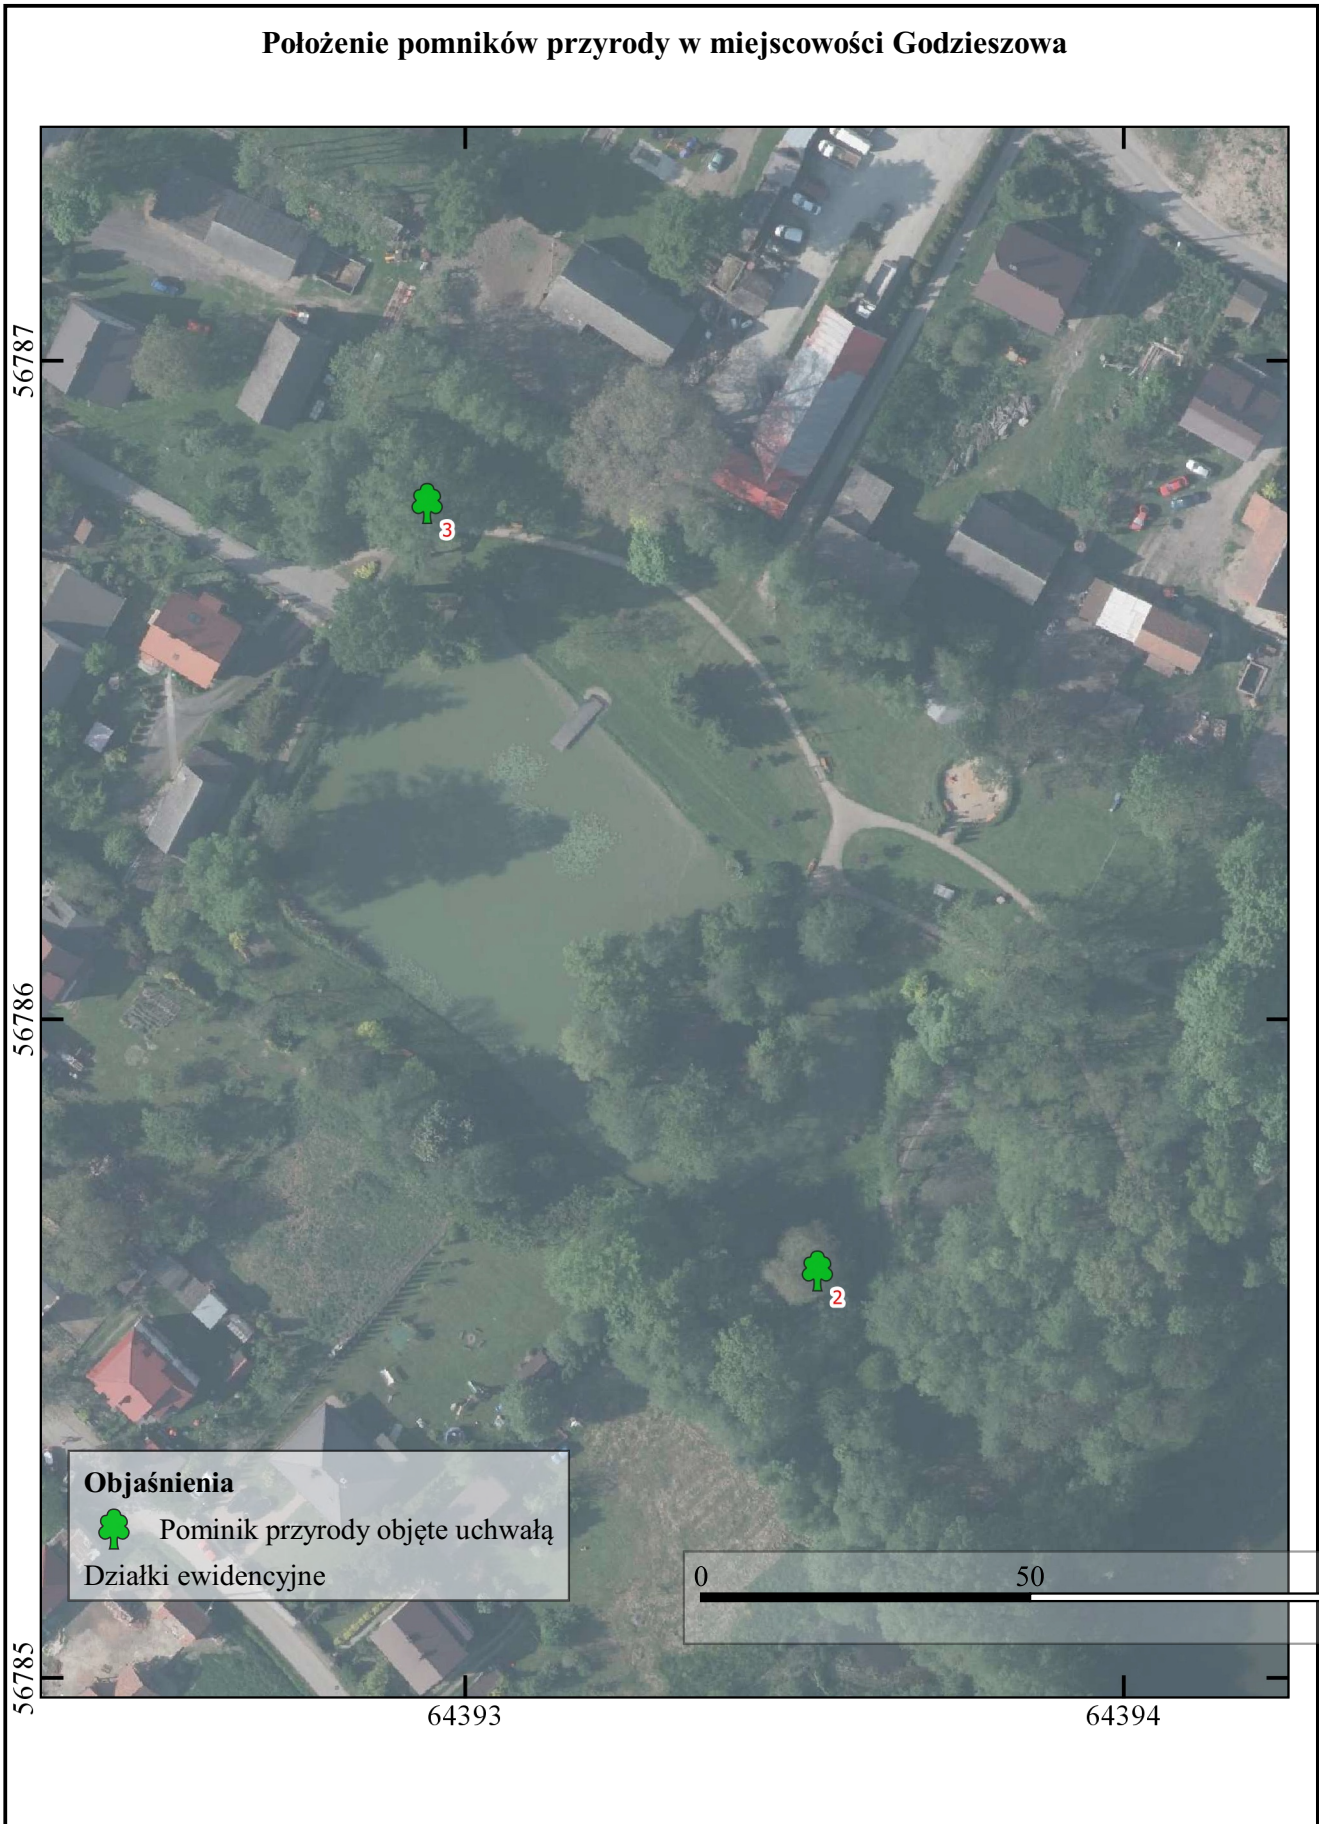 Położenie pomników przyrody w miejscowości Godzieszowa
56787
3
56786
2
Objaśnienia
Pominik przyrody objęte uchwałą
Działki ewidencyjne
0 50
56785
64393 64394